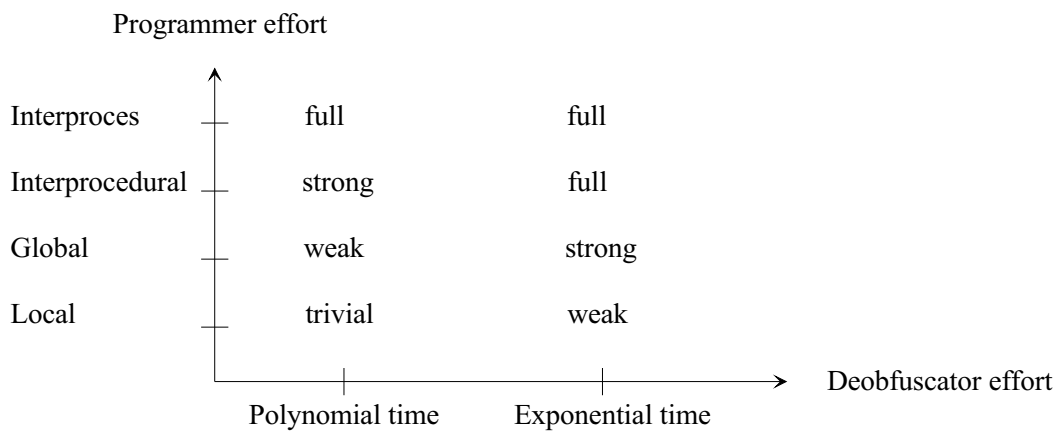 Programmer effort
Interproces full full
Interprocedural strong full
Global weak strong
Local trivial weak
Deobfuscator effort
Polynomial time Exponential time